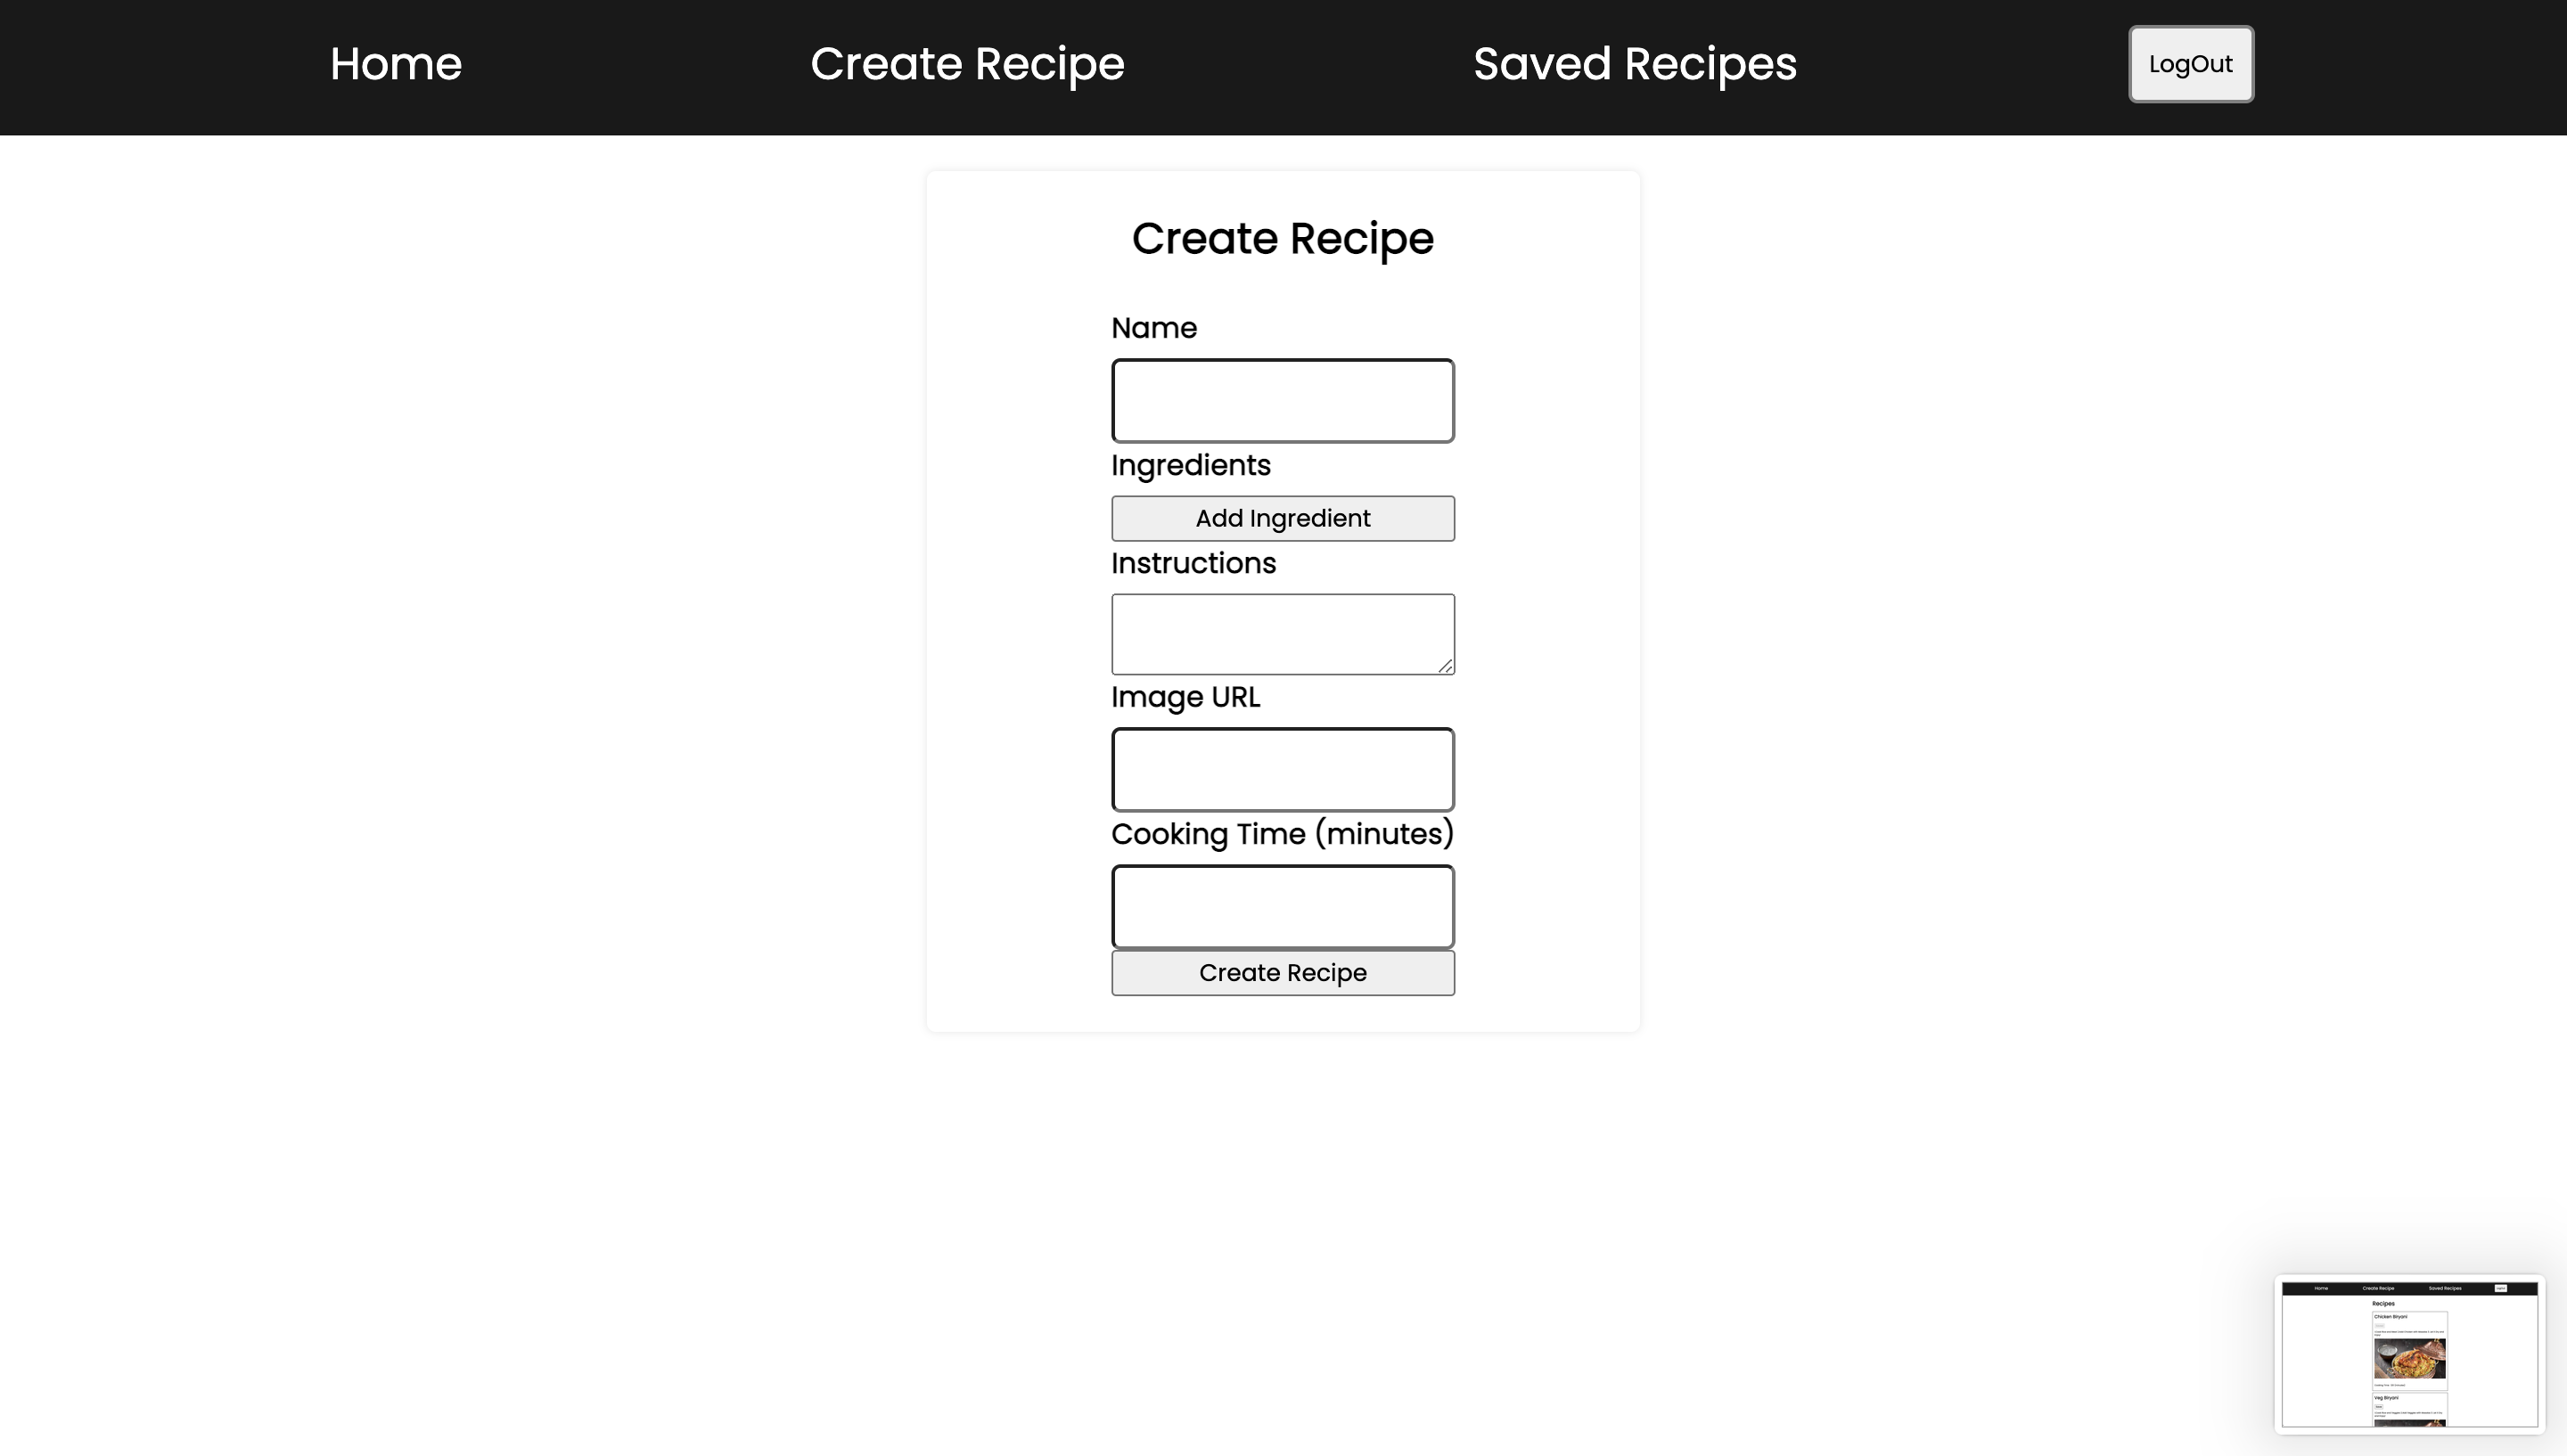 Home Create Recipe Saved Recipes LogOut
Create Recipe
Name
Ingredients
Add Ingredient
Instructions
Image URL
Cooking Time (minutes)
Create Recipe
Home Create Recipe Saved Recipes
Recipes
Chicken Biryani
Veg Biryani